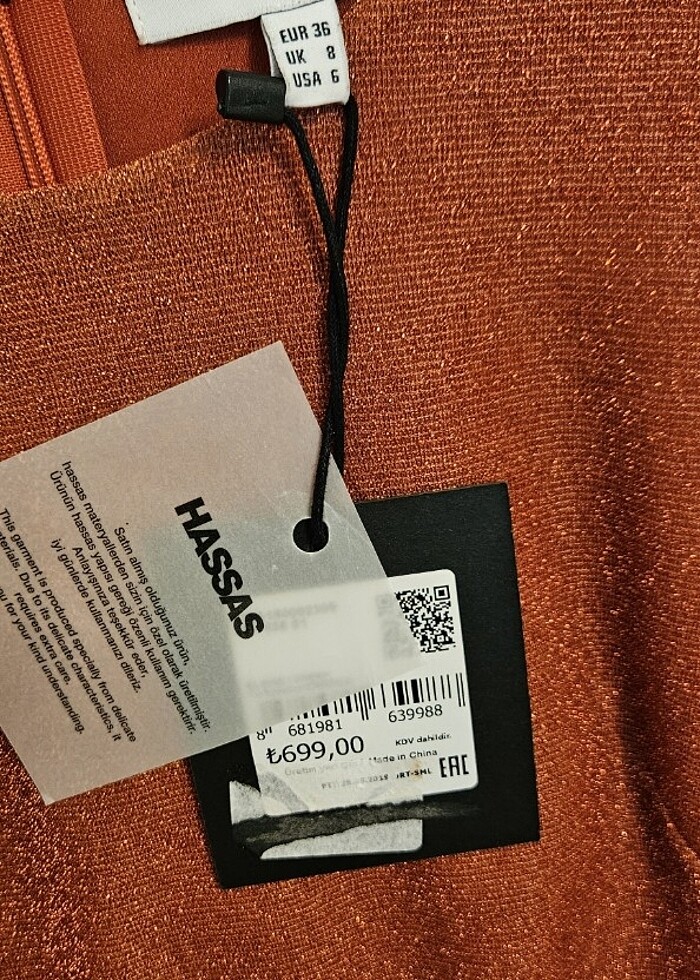 EUR 36
UK 8
USA 6
HASSAS
Satın almış olduğunuz ürün,
hassas materyallerden sizin için özel olarak üretilmiştir.
Ürünün hassas yapısı gereği özenli kullanım gerektirir.
Anlayışınıza teşekkür eder,
iyi günlerde kullanmanızı dileriz.
This garment is produced specially from delicate
materials. Due to its delicate characteristics, it
requires extra care.
you for your kind understanding.
8 681981 639988
₺699,00 KDV dahildir.
Made in China
EAC